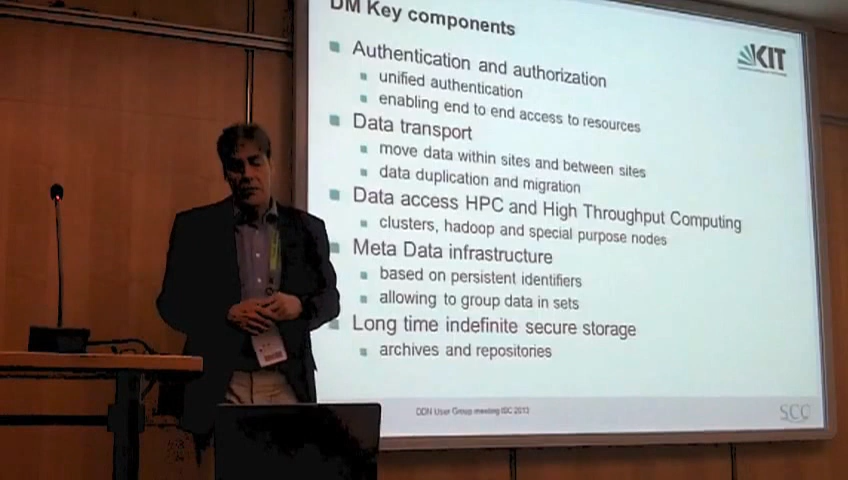 DM Key components
KIT
Authentication and authorization
unified authentication
enabling end to end access to resources
Data transport
move data within sites and between sites
data duplication and migration
Data access HPC and High Throughput Computing
clusters, hadoop and special purpose nodes
Meta Data infrastructure
based on persistent identifiers
allowing to group data in sets
Long time indefinite secure storage
archives and repositories
DDN User Group meeting ISC 2013
SCC